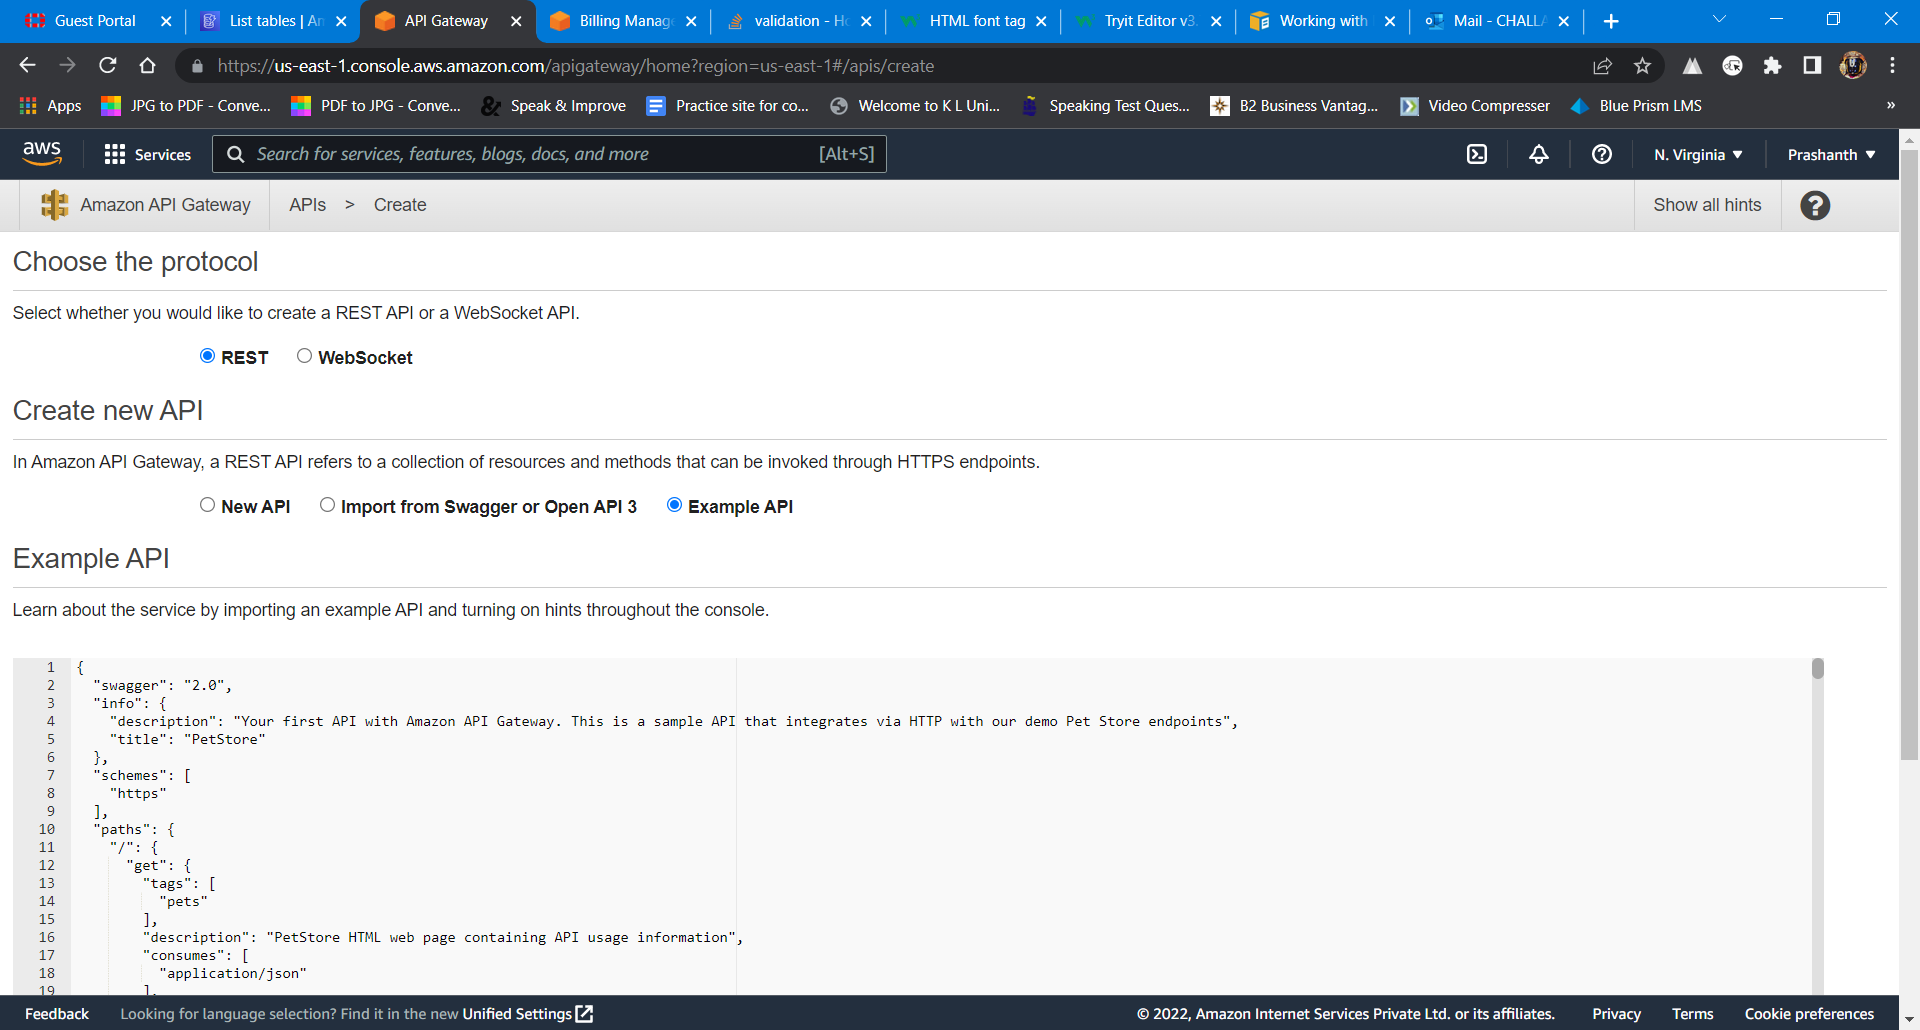 Guest Portal
List tables | Am
API Gateway
Billing Manage
validation - Ho
HTML font tag
Tryit Editor v3.
Working with
Mail - CHALLA
https://us-east-1.console.aws.amazon.com/apigateway/home?region=us-east-1#/apis/create
Apps
JPG to PDF - Conve...
PDF to JPG - Conve...
Speak & Improve
Practice site for co...
Welcome to K L Uni...
Speaking Test Ques...
B2 Business Vantag...
Video Compresser
Blue Prism LMS
»
aws
Services
Search for services, features, blogs, docs, and more
[Alt+S]
N. Virginia
Prashanth
Amazon API Gateway
APIs > Create
Show all hints
Choose the protocol
Select whether you would like to create a REST API or a WebSocket API.
REST
WebSocket
Create new API
In Amazon API Gateway, a REST API refers to a collection of resources and methods that can be invoked through HTTPS endpoints.
New API
Import from Swagger or Open API 3
Example API
Example API
Learn about the service by importing an example API and turning on hints throughout the console.
1 {
2 "swagger": "2.0",
3 "info": {
4 "description": "Your first API with Amazon API Gateway. This is a sample API that integrates via HTTP with our demo Pet Store endpoints",
5 "title": "PetStore"
6 },
7 "schemes": [
8 "https"
9 ],
10 "paths": {
11 "/": {
12 "get": {
13 "tags": [
14 "pets"
15 ],
16 "description": "PetStore HTML web page containing API usage information",
17 "consumes": [
18 "application/json"
19 ],
Feedback
Looking for language selection? Find it in the new Unified Settings
© 2022, Amazon Internet Services Private Ltd. or its affiliates.
Privacy
Terms
Cookie preferences